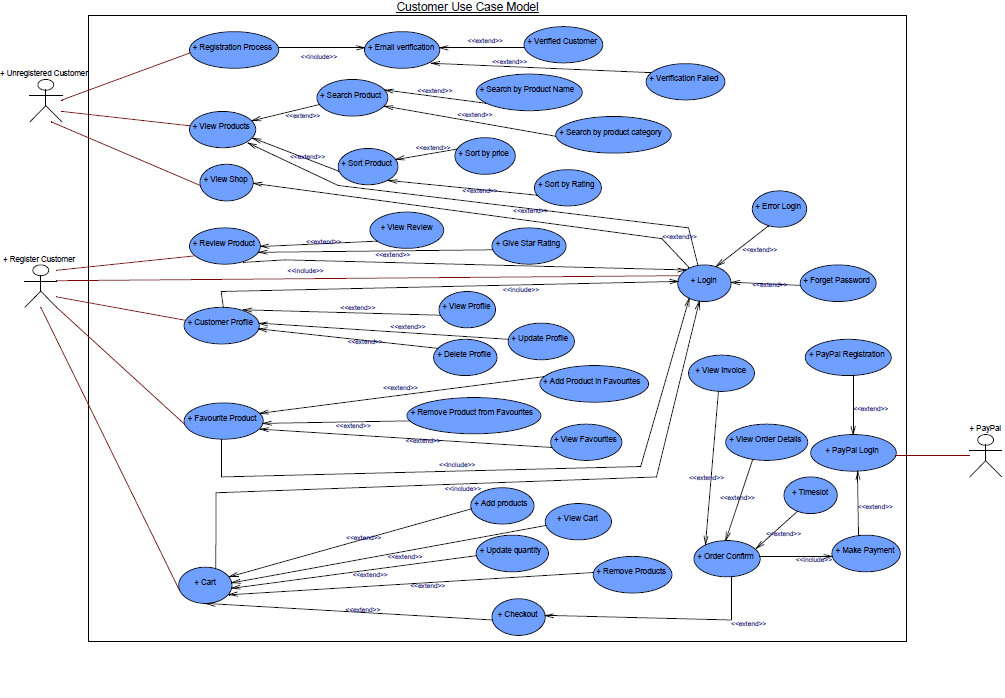 Customer Use Case Model
+ Registration Process
+ Email verification
<<extend>>
+ Verified Customer
<<include>>
<<extend>>
+ Verification Failed
+ Unregistered Customer
+ Search Product
<<extend>>
+ Search by Product Name
<<extend>>
<<extend>>
+ View Products
+ Search by product category
<<extend>>
+ Sort by price
<<extend>>
+ Sort Product
+ View Shop
<<extend>>
+ Sort by Rating
<<extend>>
+ Error Login
+ View Review
<<extend>>
+ Review Product
<<extend>>
+ Give Star Rating
<<extend>>
<<extend>>
+ Register Customer
<<include>>
+ Login
<<extend>>
+ Forget Password
<<include>>
<<extend>>
+ View Profile
+ Customer Profile
<<extend>>
+ Update Profile
<<extend>>
+ Delete Profile
+ PayPal Registration
+ View Invoice
+ Add Product in Favourites
<<extend>>
+ Remove Product from Favourites
<<extend>>
+ Favourite Product
<<extend>>
<<extend>>
+ View Favourites
+ PayPal
+ View Order Details
+ PayPal Login
<<include>>
<<extend>>
<<include>>
+ Timeslot
<<extend>>
+ Add products
<<extend>>
+ View Cart
<<extend>>
<<extend>>
<<extend>>
+ Update quantity
<<extend>>
+ Order Confirm
<<include>>
+ Make Payment
<<extend>>
+ Remove Products
+ Cart
<<extend>>
<<extend>>
+ Checkout
<<extend>>